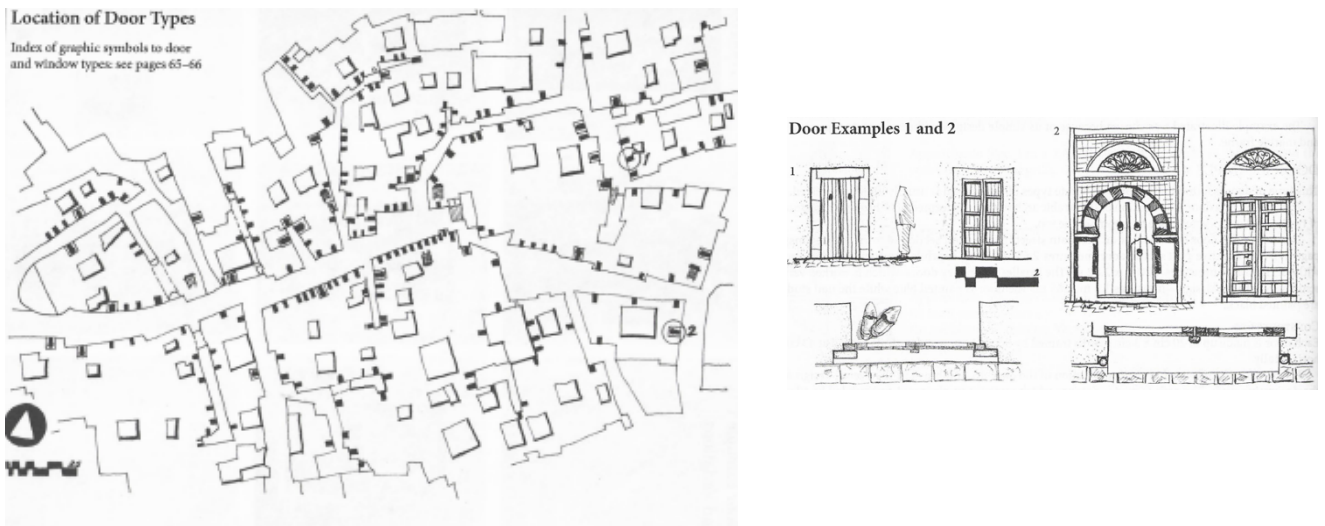 Location of Door Types
Index of graphic symbols to door
and window types: see pages 65–66
1
2
Door Examples 1 and 2
1
2
2